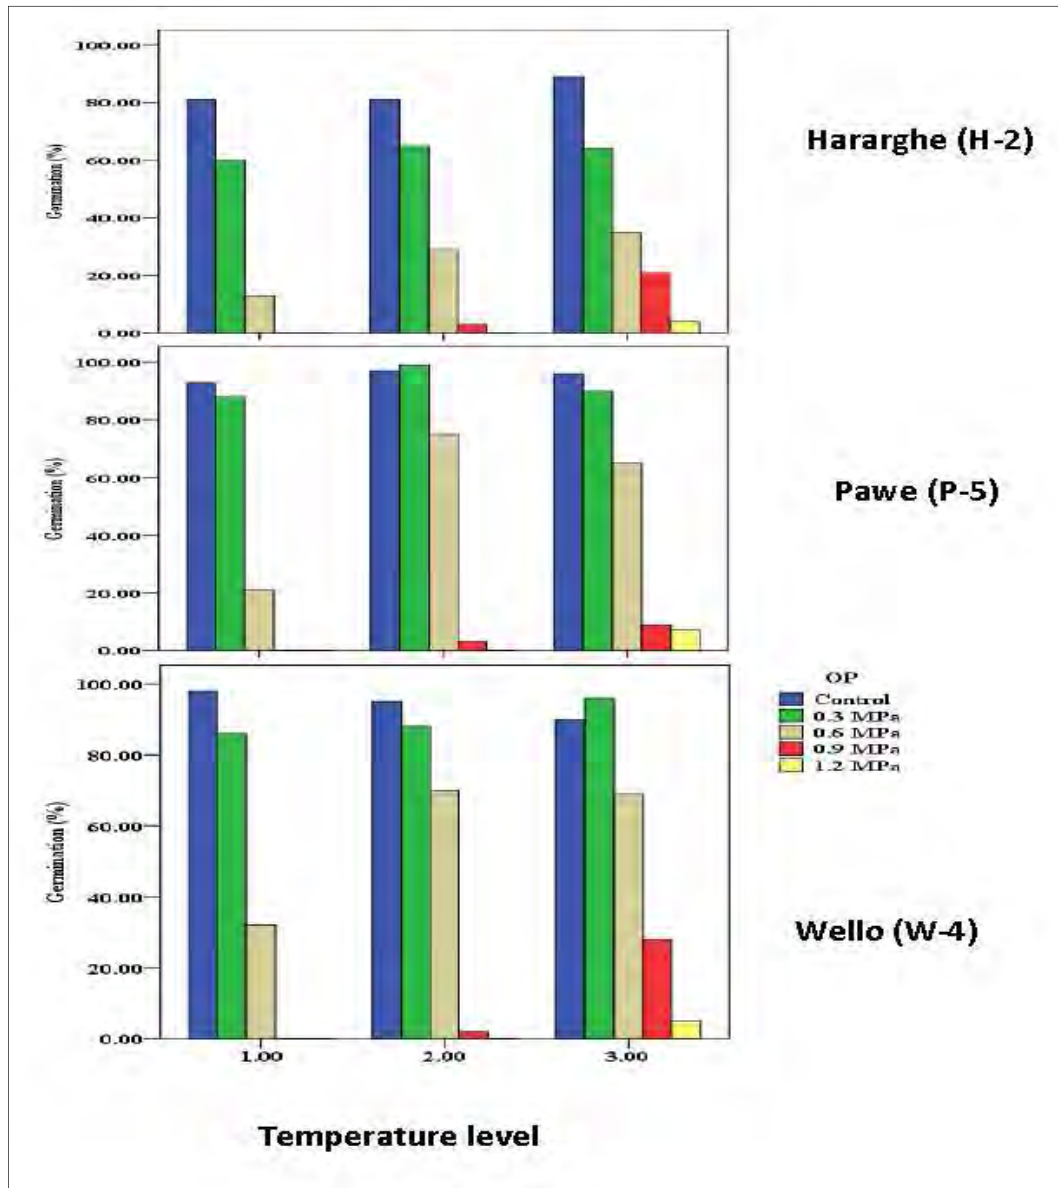 100.00
80.00
60.00
40.00
20.00
0.00
Germination (%)
Hararghe (H-2)
100.00
80.00
60.00
40.00
20.00
0.00
Germination (%)
Pawe (P-5)
100.00
80.00
60.00
40.00
20.00
0.00
Germination (%)
OP
Control
0.3 MPa
0.6 MPa
0.9 MPa
1.2 MPa
Wello (W-4)
1.00 2.00 3.00
Temperature level